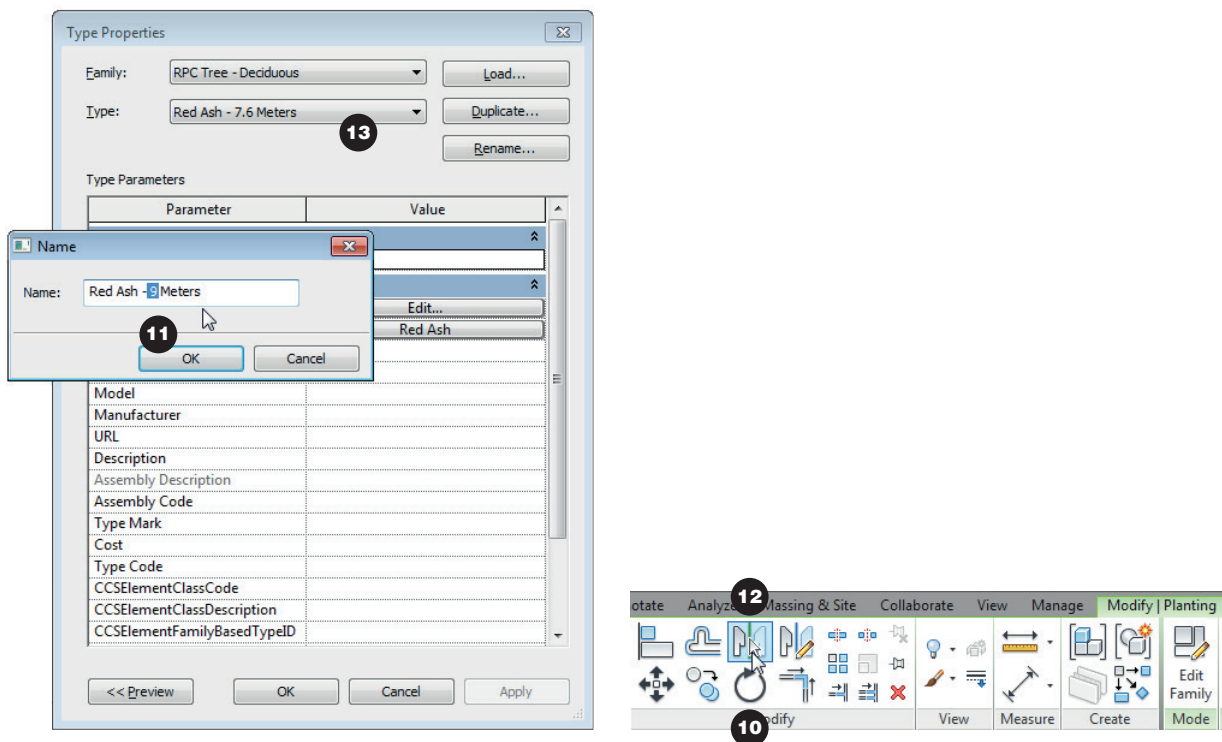 Type Properties
Family: RPC Tree - Deciduous Load...
Type: Red Ash - 7.6 Meters Duplicate...
13
Rename...
Type Parameters
Parameter Value
Name
Name: Red Ash - 9 Meters
11
OK Cancel
Edit...
Red Ash
Model
Manufacturer
URL
Description
Assembly Description
Assembly Code
Type Mark
Cost
Type Code
CCSElementClassCode
CCSElementClassDescription
CCSElementFamilyBasedTypeID
<< Preview OK Cancel Apply
12
otate Analyze Massing & Site Collaborate View Manage Modify | Planting
Edit
Family
10
odify View Measure Create Mode